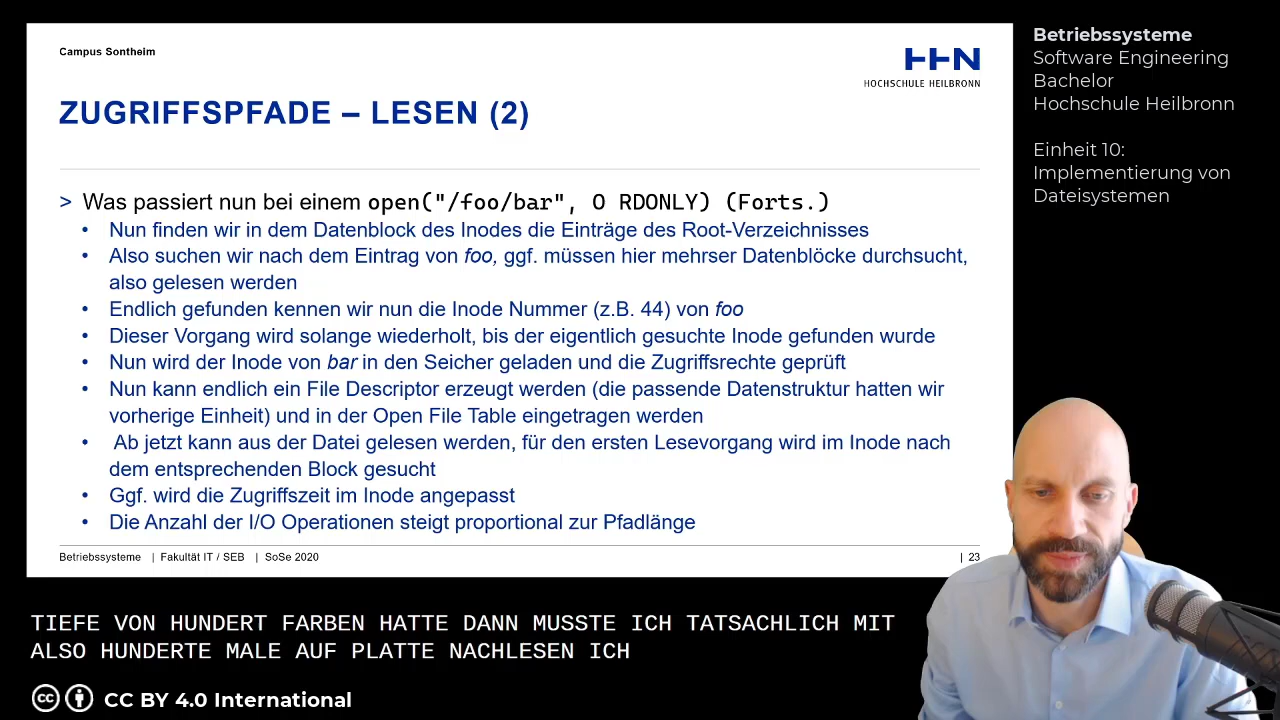 Campus Sontheim
HHN
HOCHSCHULE HEILBRONN
ZUGRIFFSPFADE – LESEN (2)
> Was passiert nun bei einem open("/foo/bar", O RDONLY) (Forts.)
• Nun finden wir in dem Datenblock des Inodes die Einträge des Root-Verzeichnisses
• Also suchen wir nach dem Eintrag von foo, ggf. müssen hier mehrser Datenblöcke durchsucht,
also gelesen werden
• Endlich gefunden kennen wir nun die Inode Nummer (z.B. 44) von foo
• Dieser Vorgang wird solange wiederholt, bis der eigentlich gesuchte Inode gefunden wurde
• Nun wird der Inode von bar in den Seicher geladen und die Zugriffsrechte geprüft
• Nun kann endlich ein File Descriptor erzeugt werden (die passende Datenstruktur hatten wir
vorherige Einheit) und in der Open File Table eingetragen werden
• Ab jetzt kann aus der Datei gelesen werden, für den ersten Lesevorgang wird im Inode nach
dem entsprechenden Block gesucht
• Ggf. wird die Zugriffszeit im Inode angepasst
• Die Anzahl der I/O Operationen steigt proportional zur Pfadlänge
Betriebssysteme | Fakultät IT / SEB | SoSe 2020 | 23
Betriebssysteme
Software Engineering
Bachelor
Hochschule Heilbronn
Einheit 10:
Implementierung von
Dateisystemen
TIEFE VON HUNDERT FARBEN HATTE DANN MUSSTE ICH TATSACHLICH MIT
ALSO HUNDERTE MALE AUF PLATTE NACHLESEN ICH
cc CC BY 4.0 International